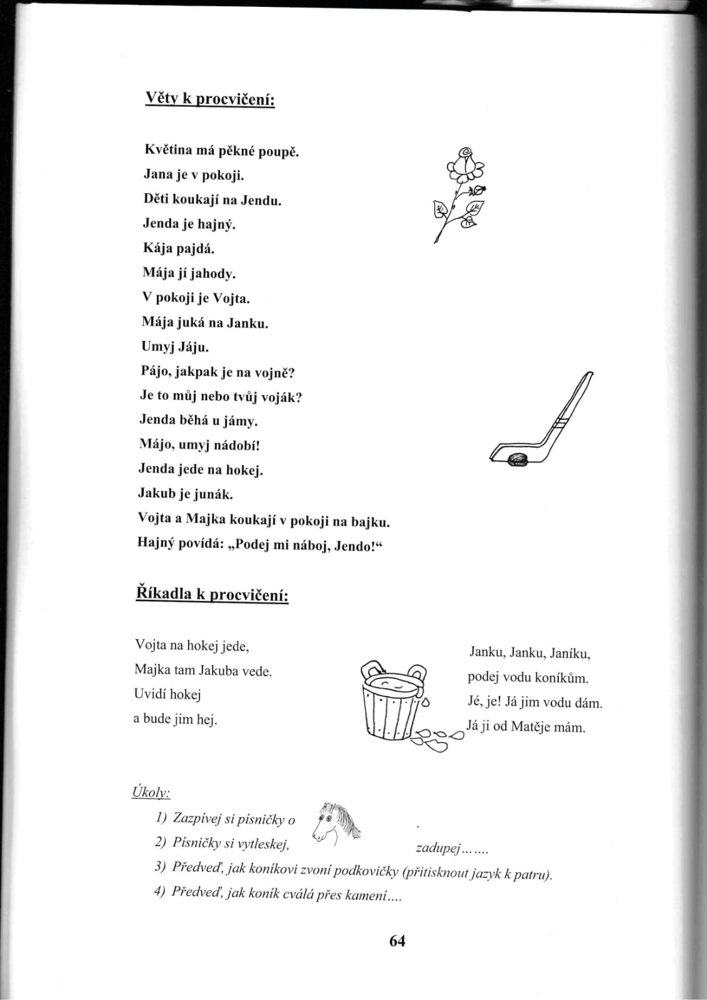 Věty k procvičení:
Květina má pěkné poupě.
Jana je v pokoji.
Děti koukají na Jendu.
Jenda je hajný.
Kája pajdá.
Mája jí jahody.
V pokoji je Vojta.
Mája juká na Janku.
Umyj Jáju.
Pájo, jakpak je na vojně?
Je to můj nebo tvůj voják?
Jenda běhá u jámy.
Májo, umyj nádobí!
Jenda jede na hokej.
Jakub je junák.
Vojta a Majka koukají v pokoji na bajku.
Hajný povídá: „Podej mi náboj, Jendo!“
Říkadla k procvičení:
Vojta na hokej jede,
Majka tam Jakuba vede.
Uvidí hokej
a bude jim hej.
Janku, Janku, Janíku,
podej vodu koníkům.
Jé, je! Já jim vodu dám.
Já ji od Matěje mám.
Úkoly:
1) Zazpívej si písničky o .
2) Písničky si vytleskej, zadupej…….
3) Předveď, jak koníkovi zvoní podkovičky (přitisknout jazyk k patru).
4) Předveď, jak koník cválá přes kamení….
64